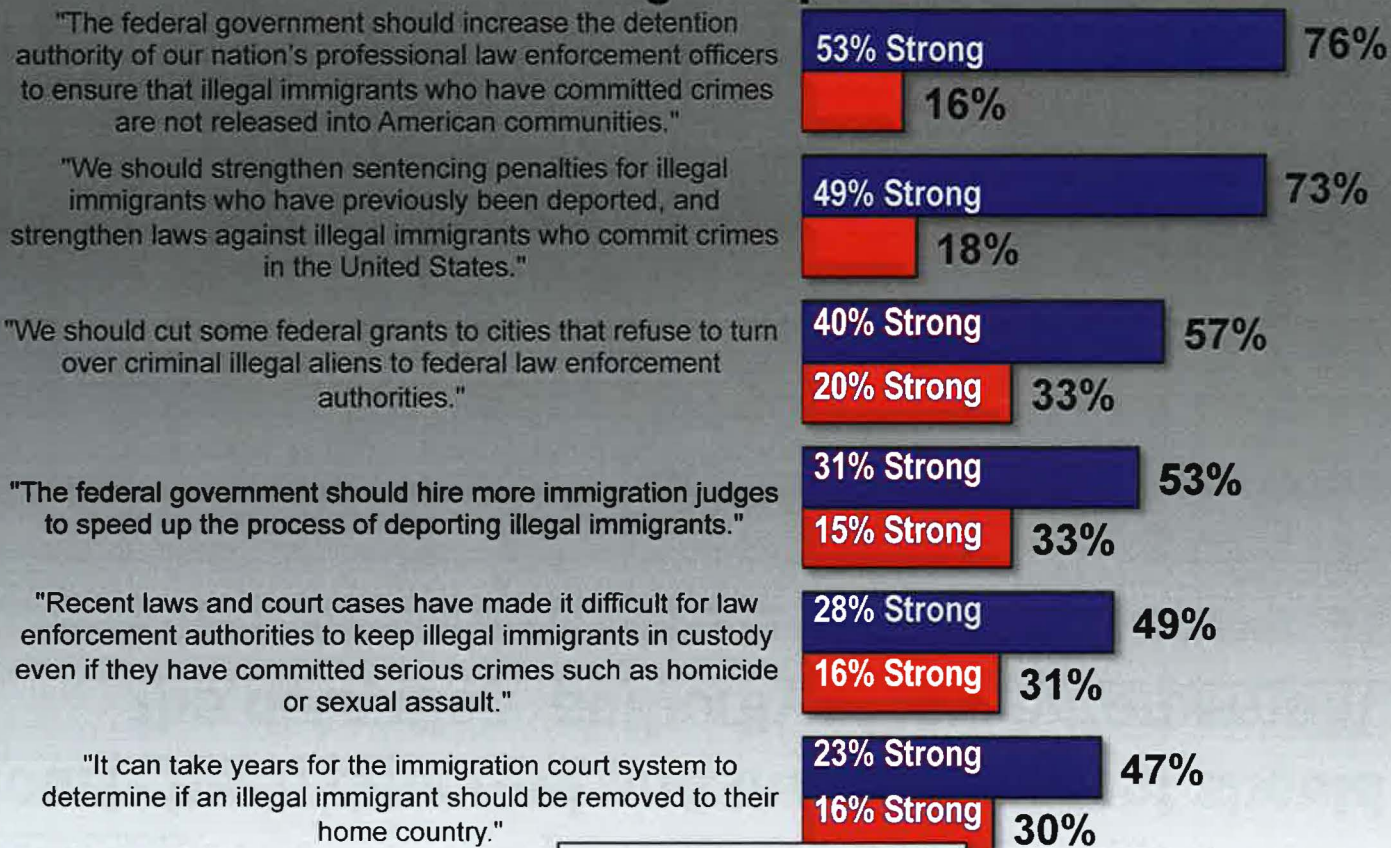 "The federal government should increase the detention
authority of our nation's professional law enforcement officers
to ensure that illegal immigrants who have committed crimes
are not released into American communities."
53% Strong
76%
16%
"We should strengthen sentencing penalties for illegal
immigrants who have previously been deported, and
strengthen laws against illegal immigrants who commit crimes
in the United States."
49% Strong
73%
18%
"We should cut some federal grants to cities that refuse to turn
over criminal illegal aliens to federal law enforcement
authorities."
40% Strong
57%
20% Strong
33%
"The federal government should hire more immigration judges
to speed up the process of deporting illegal immigrants."
31% Strong
53%
15% Strong
33%
"Recent laws and court cases have made it difficult for law
enforcement authorities to keep illegal immigrants in custody
even if they have committed serious crimes such as homicide
or sexual assault."
28% Strong
49%
16% Strong
31%
"It can take years for the immigration court system to
determine if an illegal immigrant should be removed to their
home country."
23% Strong
47%
16% Strong
30%